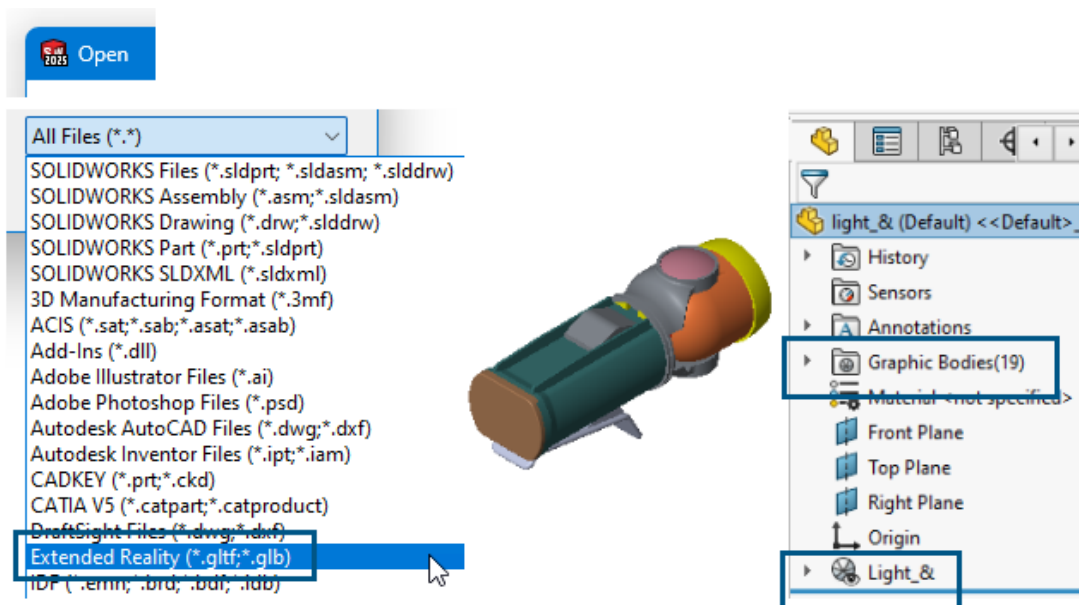 SW
2025
Open
All Files (*.*)
SOLIDWORKS Files (*.sldprt; *.sldasm; *.slddrw)
SOLIDWORKS Assembly (*.asm;*.sldasm)
SOLIDWORKS Drawing (*.drw;*.slddrw)
SOLIDWORKS Part (*.prt;*.sldprt)
SOLIDWORKS SLDXML (*.sldxml)
3D Manufacturing Format (*.3mf)
ACIS (*.sat;*.sab;*.asat;*.asab)
Add-Ins (*.dll)
Adobe Illustrator Files (*.ai)
Adobe Photoshop Files (*.psd)
Autodesk AutoCAD Files (*.dwg;*.dxf)
Autodesk Inventor Files (*.ipt;*.iam)
CADKEY (*.prt;*.ckd)
CATIA V5 (*.catpart;*.catproduct)
DraftSight Files (*.dwg;*.dxf)
Extended Reality (*.gltf;*.glb)
IDF (*.emn;*.brd;*.bdf;*.idb)
light_& (Default) <<Default>_
History
Sensors
A Annotations
Graphic Bodies(19)
Material <not specified>
Front Plane
Top Plane
Right Plane
Origin
Light_&